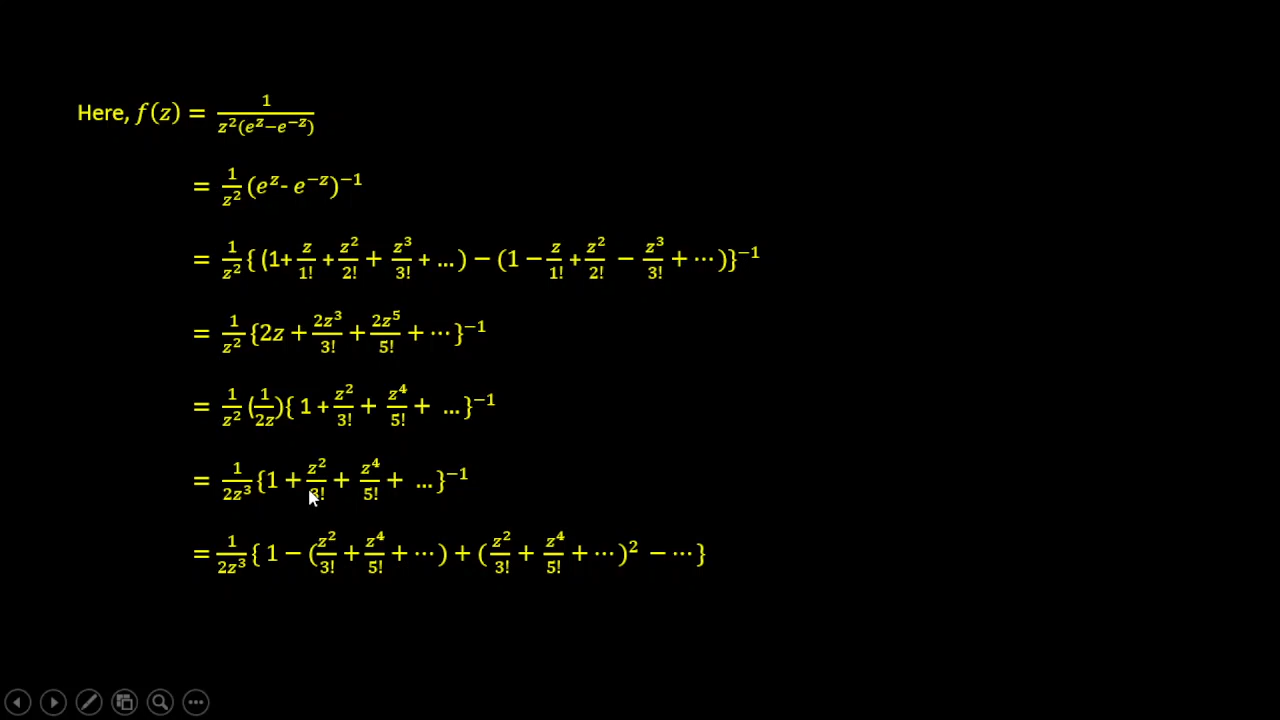 Here, f(z) = 1/(z²(e^z−e^−z))
= 1/z² (e^z- e^−z)^−1
= 1/z² { (1+ z/1! + z²/2! + z³/3! + ... ) − (1 − z/1! + z²/2! − z³/3! + ⋯ )}^−1
= 1/z² {2z + 2z³/3! + 2z⁵/5! + ⋯ }^−1
= 1/z² (1/2z){ 1 + z²/3! + z⁴/5! + ... }^−1
= 1/2z³ {1 + z²/3! + z⁴/5! + ... }^−1
= 1/2z³ { 1 − (z²/3! + z⁴/5! + ⋯ ) + (z²/3! + z⁴/5! + ⋯ )² − ⋯ }